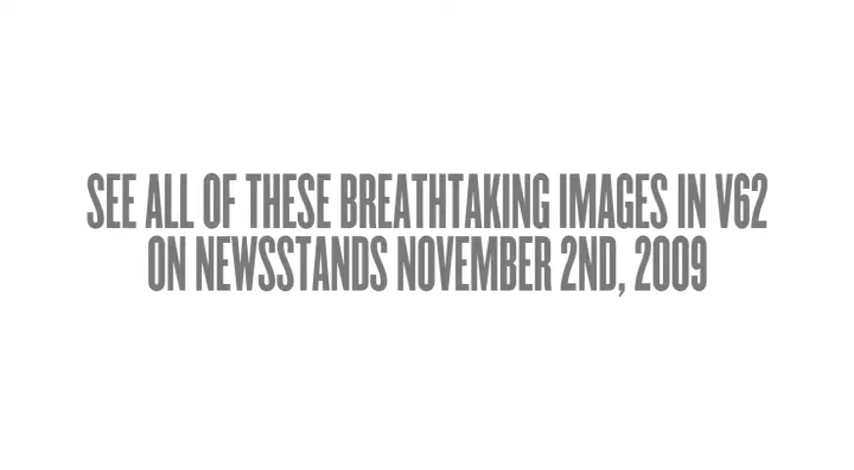 SEE ALL OF THESE BREATHTAKING IMAGES IN V62
ON NEWSSTANDS NOVEMBER 2ND, 2009